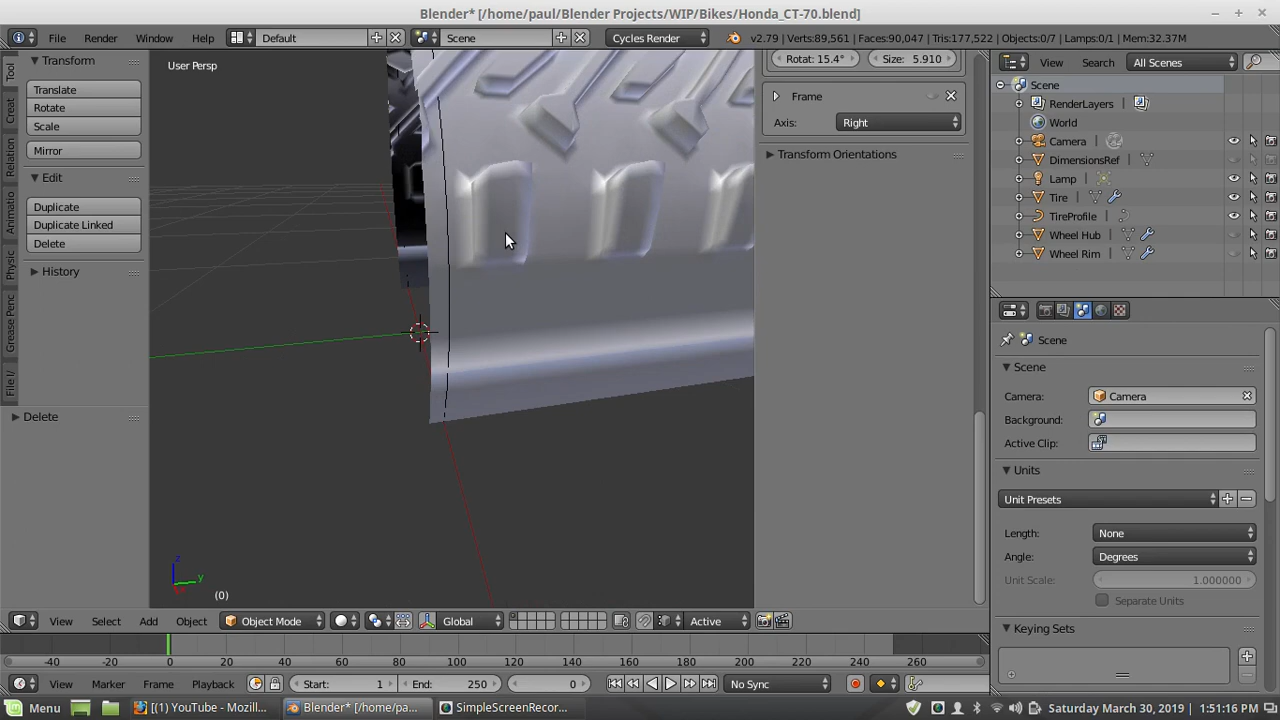 Blender* [/home/paul/Blender Projects/WIP/Bikes/Honda_CT-70.blend]
File Render Window Help Default Scene Cycles Render v2.79 | Verts:89,561 | Faces:90,047 | Tris:177,522 | Objects:0/7 | Lamps:0/1 | Mem:32.37M
Tool
Creat
Relation
Animatio
Physic
Grease Penc
File I/
Transform
Translate
Rotate
Scale
Mirror
Edit
Duplicate
Duplicate Linked
Delete
History
Delete
User Persp
z
y
(0)
Rotat: 15.4° Size: 5.910
Frame
Axis: Right
Transform Orientations
View Search All Scenes
Scene
RenderLayers
World
Camera
DimensionsRef
Lamp
Tire
TireProfile
Wheel Hub
Wheel Rim
Scene
Scene
Camera: Camera
Background:
Active Clip:
Units
Unit Presets
Length: None
Angle: Degrees
Unit Scale: 1.000000
Separate Units
Keying Sets
View Select Add Object Object Mode Global Active
-40 -20 0 20 40 60 80 100 120 140 160 180 200 220 240 260
View Marker Frame Playback Start: 1 End: 250 0 No Sync
Menu [(1) YouTube - Mozill... Blender* [/home/pa... SimpleScreenRecor... Saturday March 30, 2019 1:51:16 PM